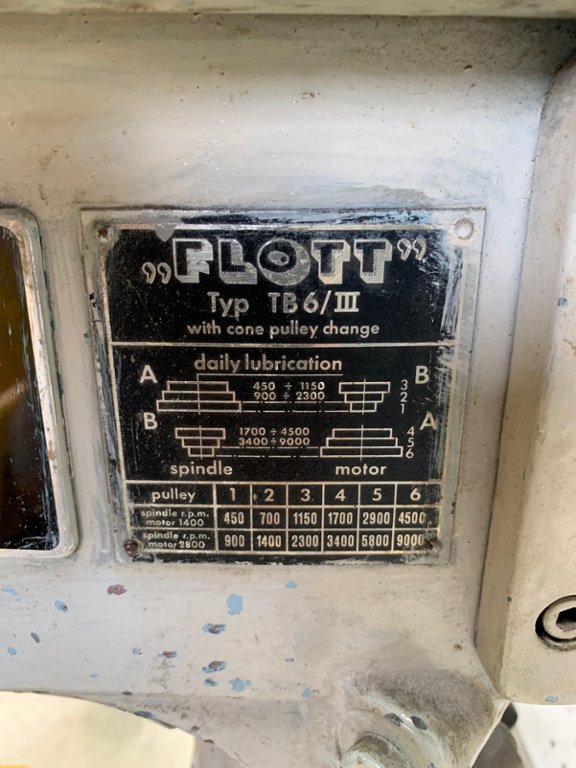 „FLOTT”
Typ TB6/III
with cone pulley change
daily lubrication
A 450 ÷ 1150 3 B
900 ÷ 2300 2
1
B 1700 ÷ 4500 4 A
3400 ÷ 9000 5
6
spindle motor
pulley 1 2 3 4 5 6
spindle r.p.m. motor 1400 450 700 1150 1700 2900 4500
spindle r.p.m. motor 2800 900 1400 2300 3400 5800 9000